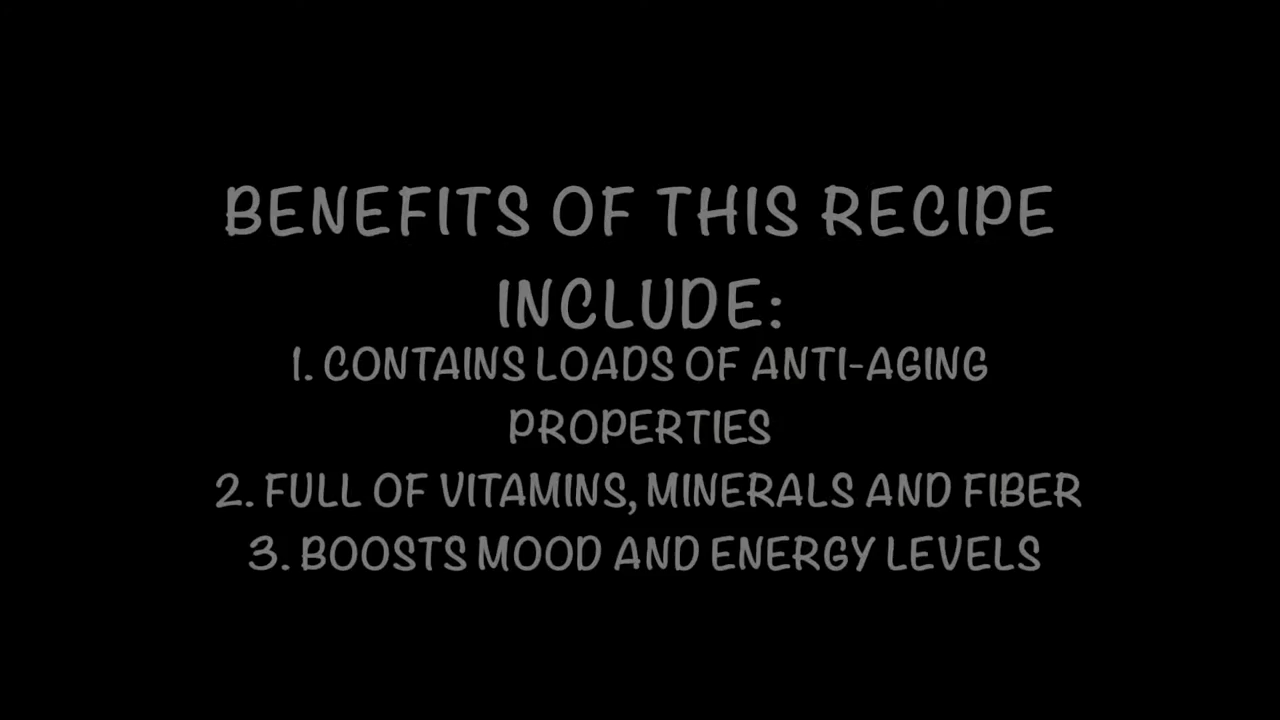 BENEFITS OF THIS RECIPE
INCLUDE:
1. CONTAINS LOADS OF ANTI-AGING
PROPERTIES
2. FULL OF VITAMINS, MINERALS AND FIBER
3. BOOSTS MOOD AND ENERGY LEVELS